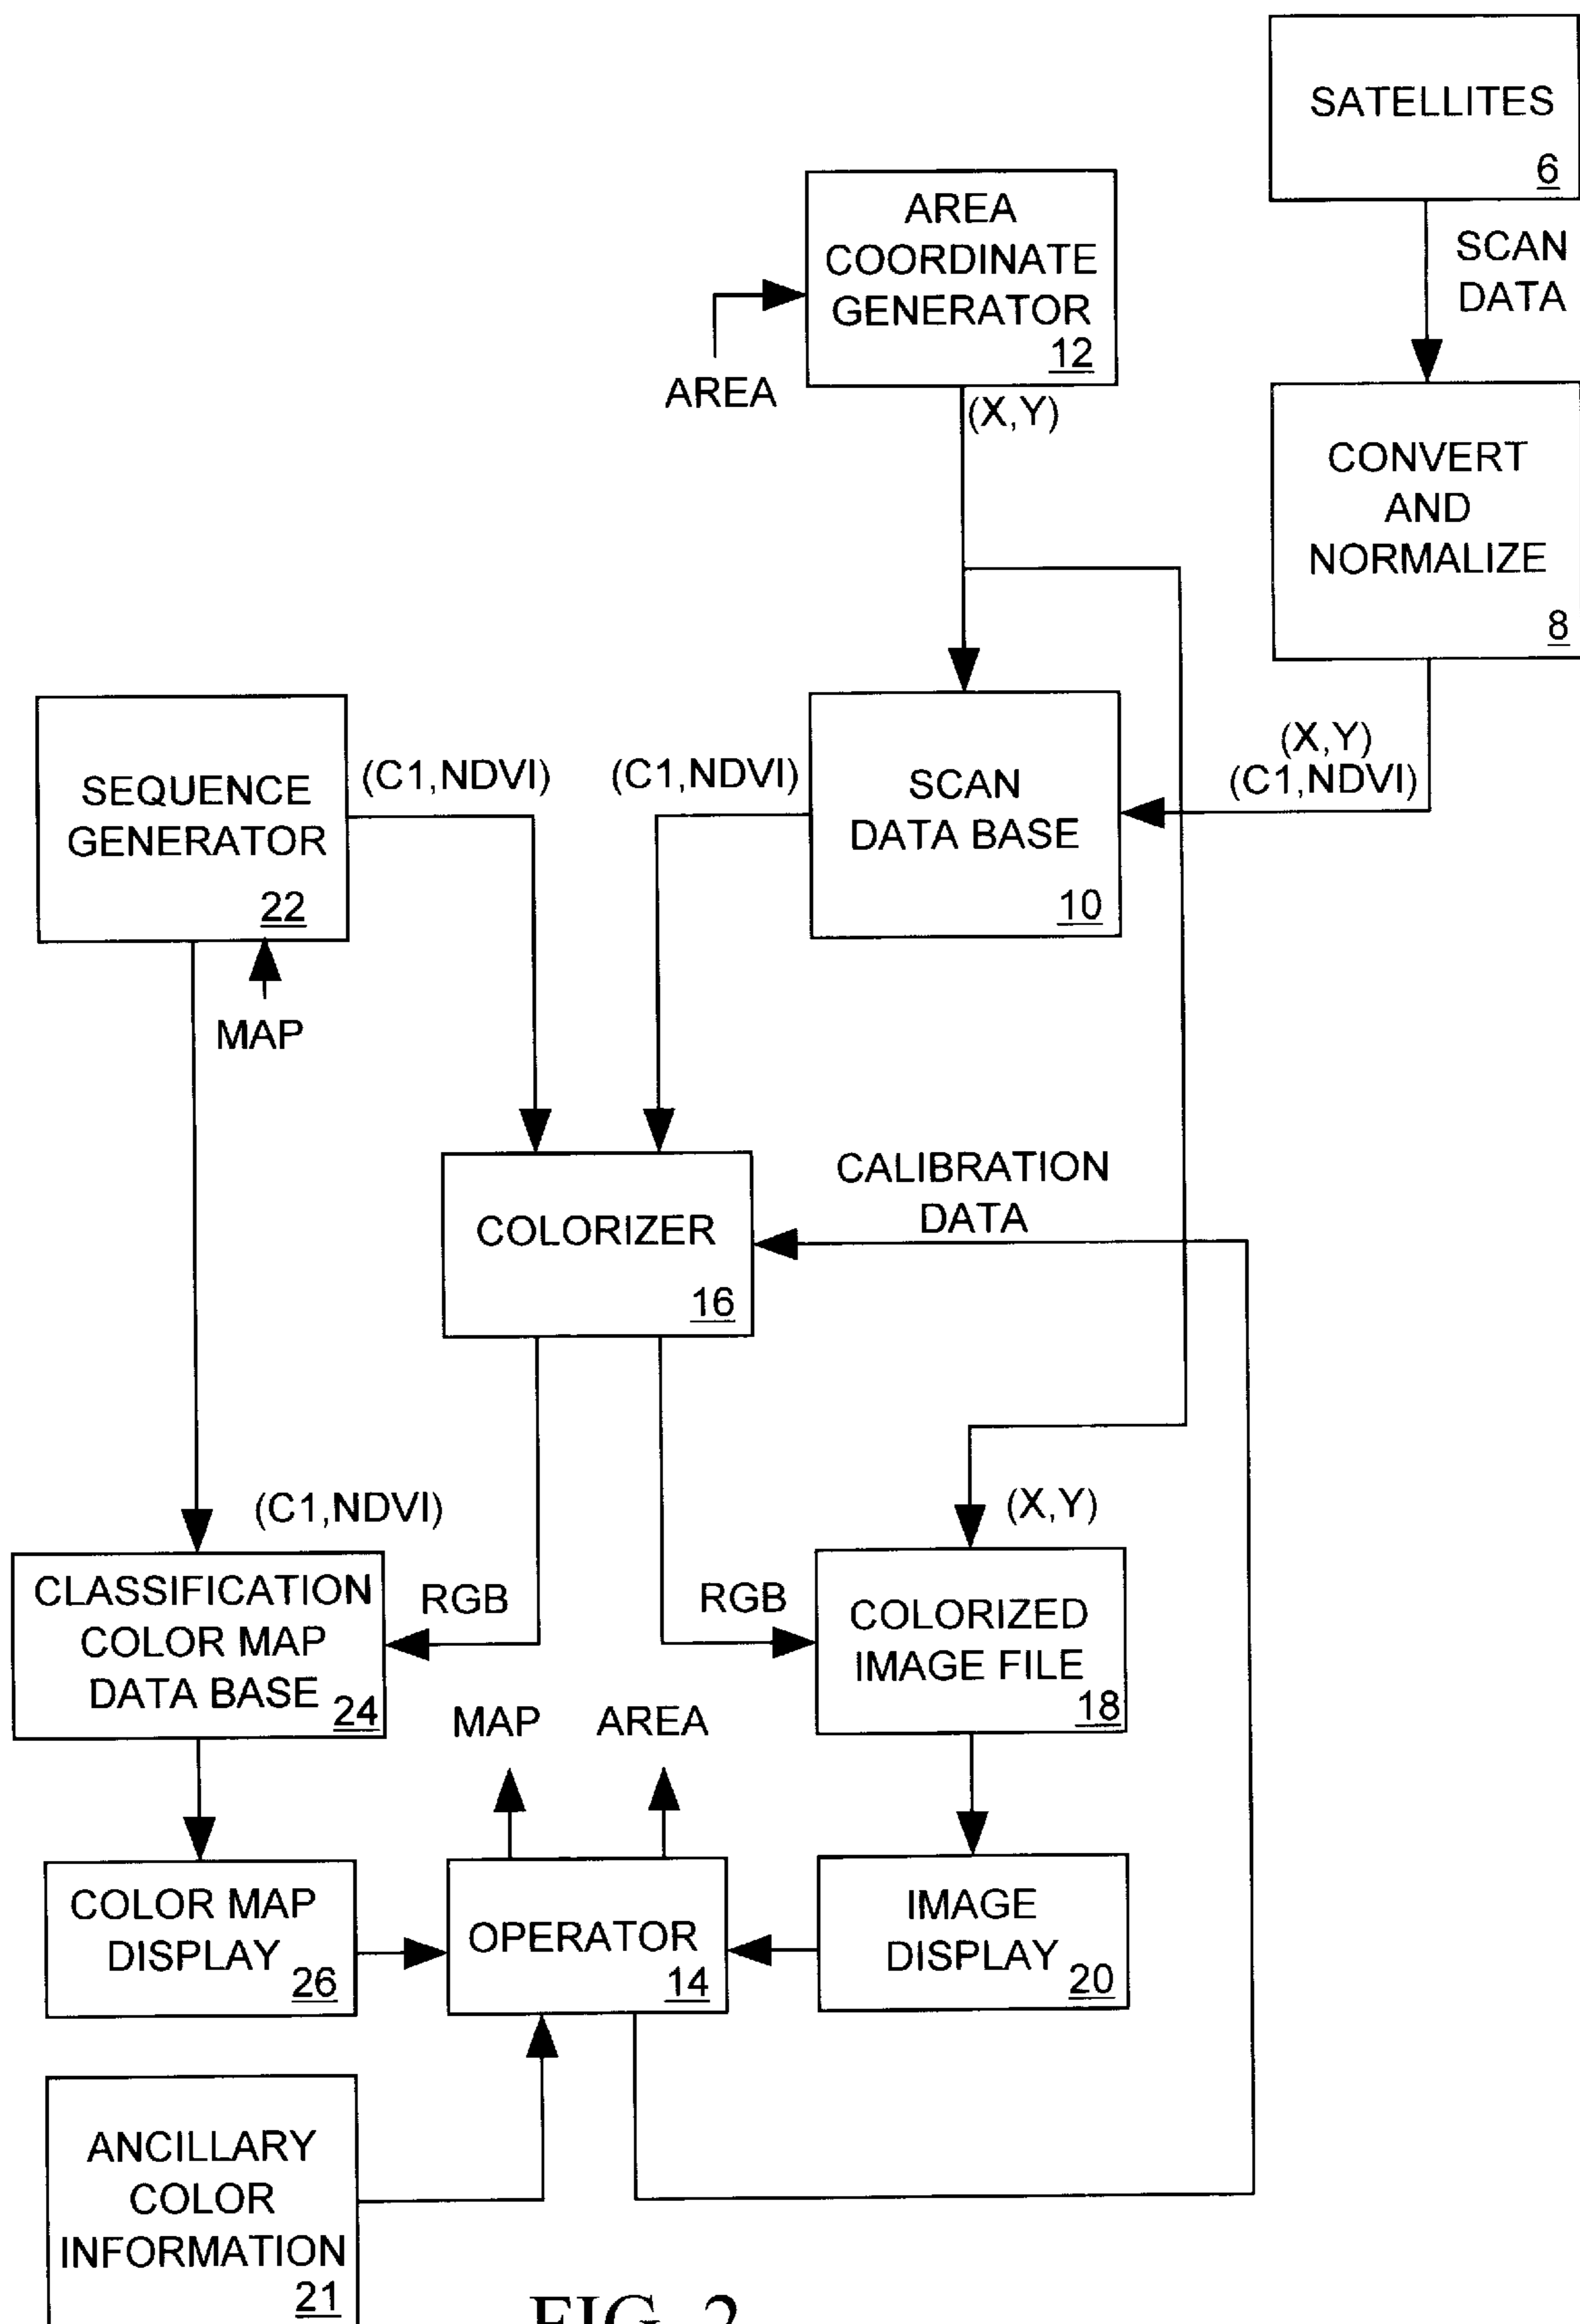 SATELLITES
6
SCAN
DATA
AREA
COORDINATE
GENERATOR
12
AREA
(X,Y)
CONVERT
AND
NORMALIZE
8
SEQUENCE
GENERATOR
22
(C1,NDVI)
(C1,NDVI)
SCAN
DATA BASE
10
(X,Y)
(C1,NDVI)
MAP
COLORIZER
16
CALIBRATION
DATA
(C1,NDVI)
(X,Y)
CLASSIFICATION
COLOR MAP
DATA BASE
24
RGB
RGB
COLORIZED
IMAGE FILE
18
MAP
AREA
COLOR MAP
DISPLAY
26
OPERATOR
14
IMAGE
DISPLAY
20
ANCILLARY
COLOR
INFORMATION
21
FIG. 2